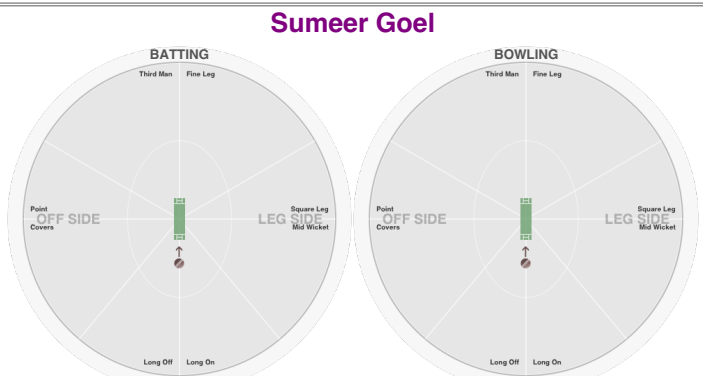 Sumeer Goel
BATTING
Third Man Fine Leg
Point
OFF SIDE
Covers
Square Leg
LEG SIDE
Mid Wicket
Long Off Long On
BOWLING
Third Man Fine Leg
Point
OFF SIDE
Covers
Square Leg
LEG SIDE
Mid Wicket
Long Off Long On